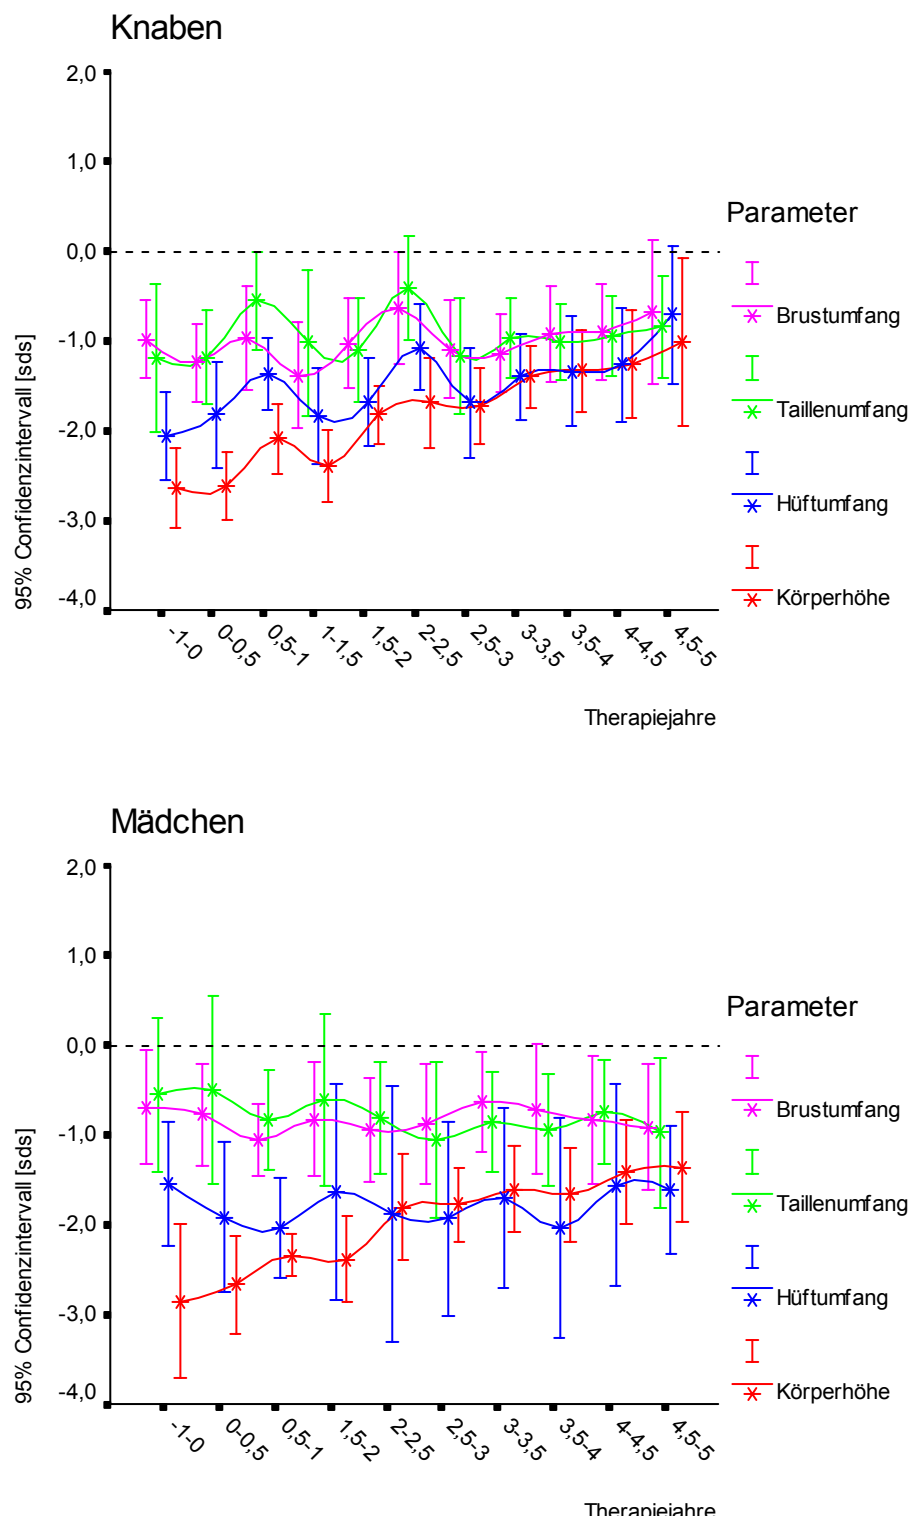 Knaben
2,0
1,0
0,0
-1,0
-2,0
-3,0
-4,0
95% Confidenzintervall [sds]
-1-0
0-0,5
0,5-1
1-1,5
1,5-2
2-2,5
2,5-3
3-3,5
3,5-4
4-4,5
4,5-5
Therapiejahre
Parameter
Brustumfang
Taillenumfang
Hüftumfang
Körperhöhe
Mädchen
2,0
1,0
0,0
-1,0
-2,0
-3,0
-4,0
95% Confidenzintervall [sds]
-1-0
0-0,5
0,5-1
1,5-2
2-2,5
2,5-3
3-3,5
3,5-4
4-4,5
4,5-5
Therapiejahre
Parameter
Brustumfang
Taillenumfang
Hüftumfang
Körperhöhe